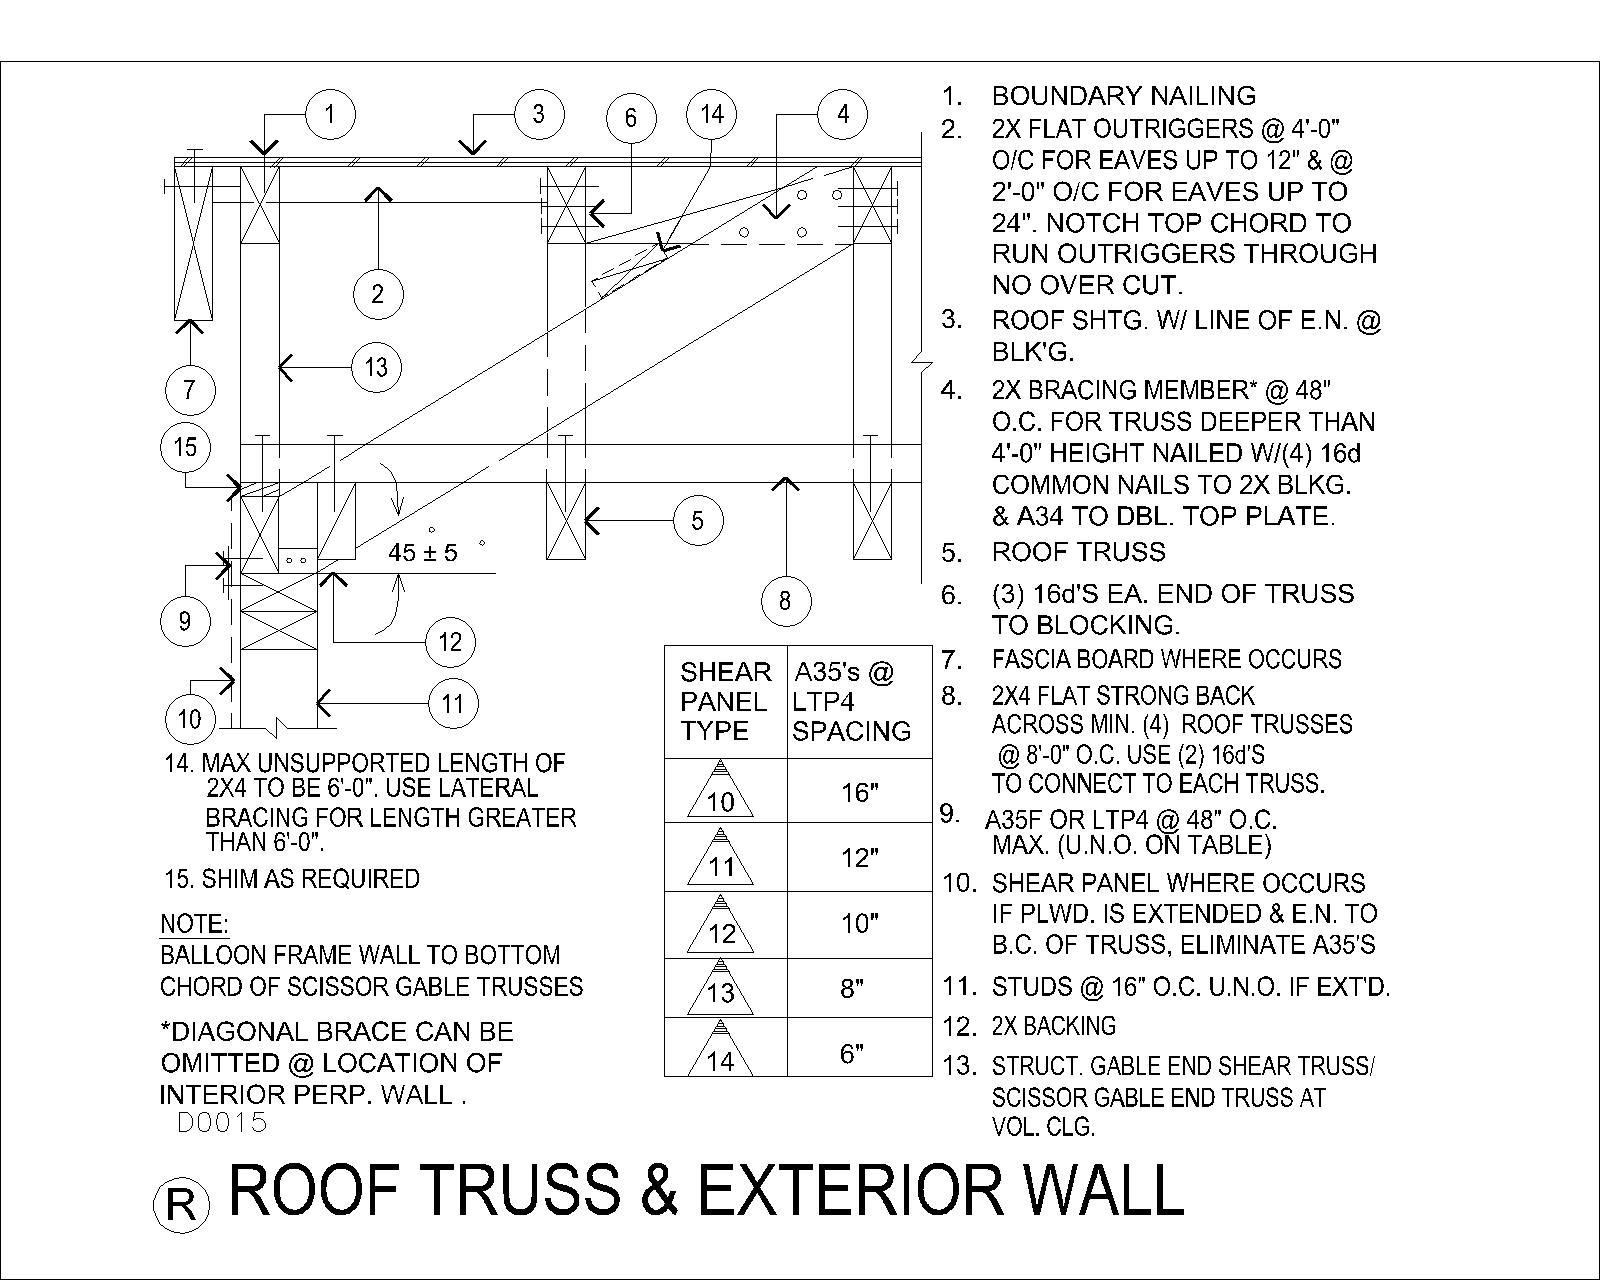 1
3
6
14
4
2
13
7
15
5
45 ± 5
9
8
12
10
11
1. BOUNDARY NAILING
2. 2X FLAT OUTRIGGERS @ 4'-0"
O/C FOR EAVES UP TO 12" & @
2'-0" O/C FOR EAVES UP TO
24". NOTCH TOP CHORD TO
RUN OUTRIGGERS THROUGH
NO OVER CUT.
3. ROOF SHTG. W/ LINE OF E.N. @
BLK'G.
4. 2X BRACING MEMBER* @ 48"
O.C. FOR TRUSS DEEPER THAN
4'-0" HEIGHT NAILED W/(4) 16d
COMMON NAILS TO 2X BLKG.
& A34 TO DBL. TOP PLATE.
5. ROOF TRUSS
6. (3) 16d'S EA. END OF TRUSS
TO BLOCKING.
7. FASCIA BOARD WHERE OCCURS
8. 2X4 FLAT STRONG BACK
ACROSS MIN. (4) ROOF TRUSSES
@ 8'-0" O.C. USE (2) 16d'S
TO CONNECT TO EACH TRUSS.
9. A35F OR LTP4 @ 48" O.C.
MAX. (U.N.O. ON TABLE)
10. SHEAR PANEL WHERE OCCURS
IF PLWD. IS EXTENDED & E.N. TO
B.C. OF TRUSS, ELIMINATE A35'S
11. STUDS @ 16" O.C. U.N.O. IF EXT'D.
12. 2X BACKING
13. STRUCT. GABLE END SHEAR TRUSS/
SCISSOR GABLE END TRUSS AT
VOL. CLG.
14. MAX UNSUPPORTED LENGTH OF
2X4 TO BE 6'-0". USE LATERAL
BRACING FOR LENGTH GREATER
THAN 6'-0".
15. SHIM AS REQUIRED
NOTE:
BALLOON FRAME WALL TO BOTTOM
CHORD OF SCISSOR GABLE TRUSSES
*DIAGONAL BRACE CAN BE
OMITTED @ LOCATION OF
INTERIOR PERP. WALL .
D0015
SHEAR PANEL TYPE A35's @ LTP4 SPACING
10 16"
11 12"
12 10"
13 8"
14 6"
R ROOF TRUSS & EXTERIOR WALL